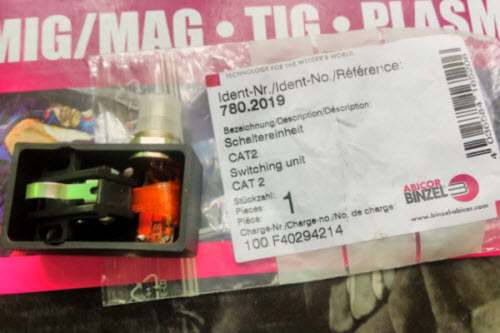 MIG/MAG • TIG • PLASM
TECHNOLOGY FOR THE WELDER'S WORLD
Ident-Nr./Ident-No./Référence:
780.2019
Bezeichnung/Description/Déscription:
Schaltereinheit
CAT2
Switching unit
CAT 2
Stückzahl:
Pieces:
Pièces:
1
Charge-Nr./Charge-no./No. de charge:
100 F40294214
ABICOR
BINZEL
www.binzel-abicor.com